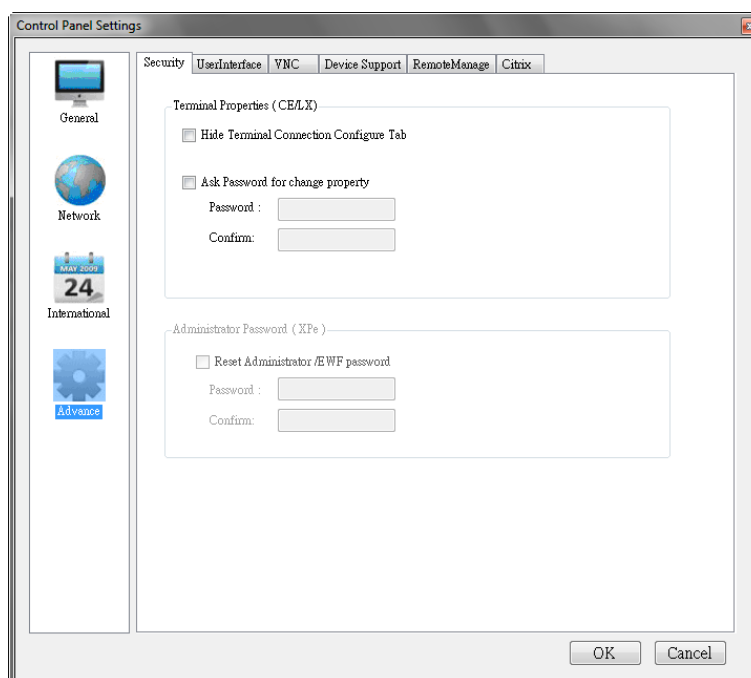 Control Panel Settings
General
Network
MAY 2009
24
International
Advance
Security UserInterface VNC Device Support RemoteManage Citrix
Terminal Properties ( CE/LX)
Hide Terminal Connection Configure Tab
Ask Password for change property
Password :
Confirm:
Administrator Password ( XPe )
Reset Administrator /EWF password
Password :
Confirm:
OK Cancel